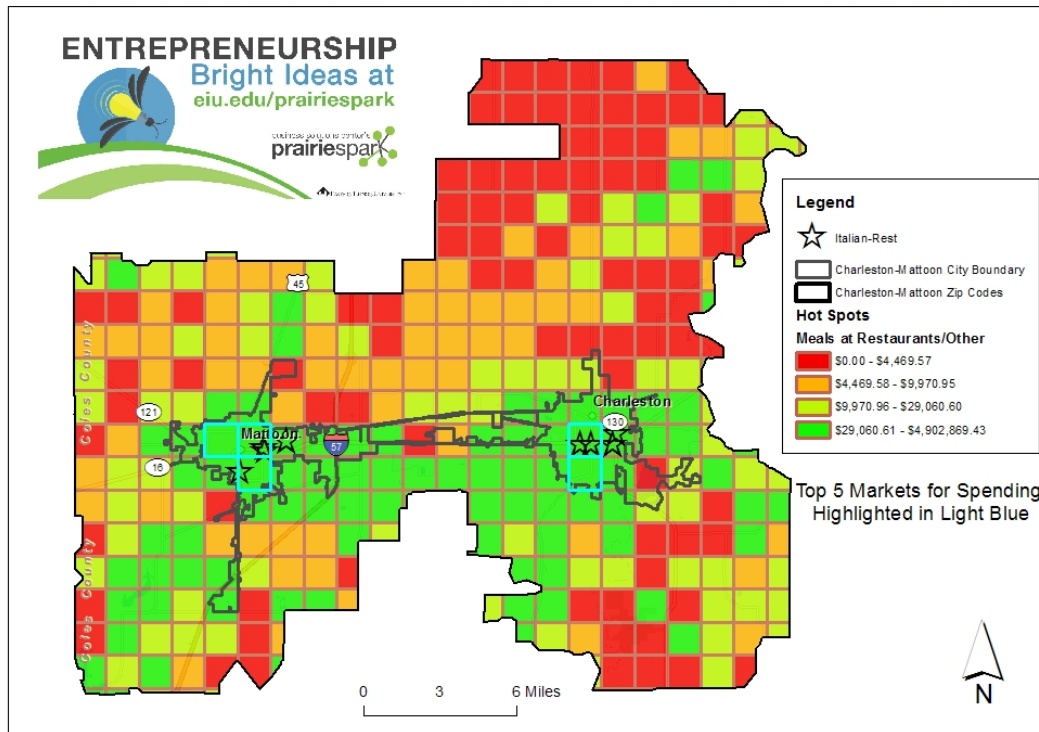 ENTREPRENEURSHIP
Bright Ideas at
eiu.edu/prairiespark
business solutions center's
prairiespark
45
Coles County
121
Mattoon
57
16
Charleston
130
Coles County
Legend
Italian-Rest
Charleston-Mattoon City Boundary
Charleston-Mattoon Zip Codes
Hot Spots
Meals at Restaurants/Other
$0.00 - $4,469.57
$4,469.58 - $9,970.95
$9,970.96 - $29,060.60
$29,060.61 - $4,902,869.43
Top 5 Markets for Spending
Highlighted in Light Blue
0 3 6 Miles
N